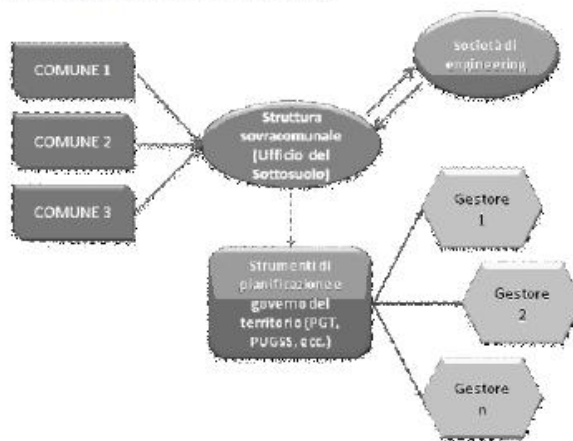 COMUNE 1
COMUNE 2
COMUNE 3
Struttura
sovracomunale
(Ufficio del
Sottosuolo)
Società di
engineering
Strumenti di
pianificazione e
governo del
territorio (PGT,
PUGSS, ecc.)
Gestore
1
Gestore
2
Gestore
n